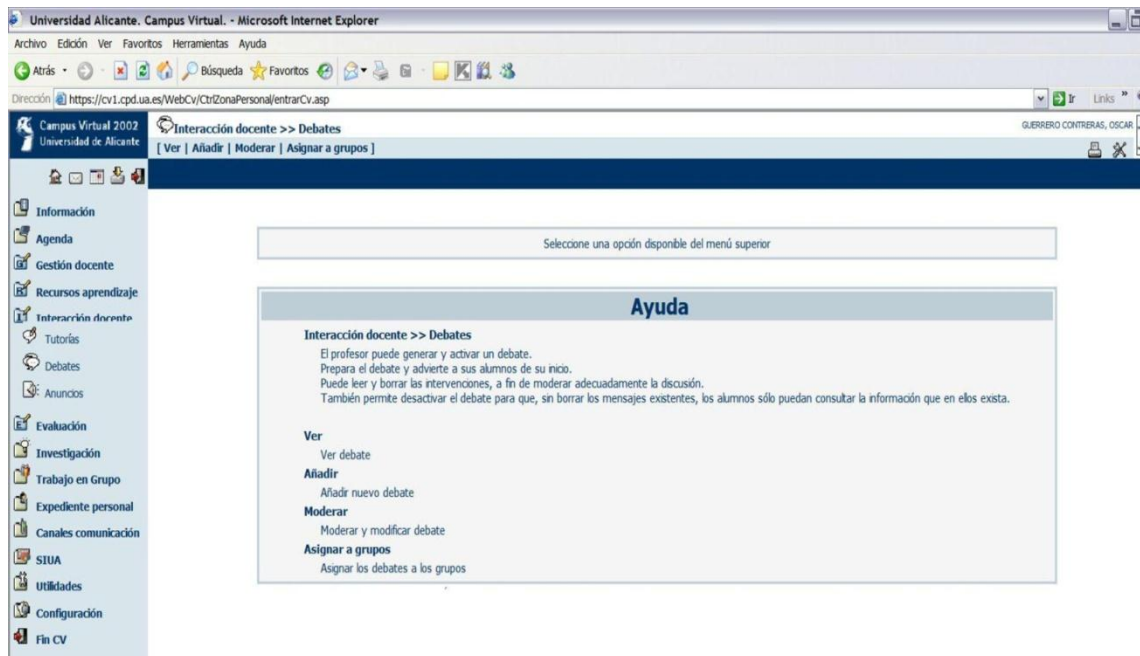 Universidad Alicante. Campus Virtual. - Microsoft Internet Explorer
Archivo Edición Ver Favoritos Herramientas Ayuda
Atrás Búsqueda Favoritos
Dirección https://cv1.cpd.ua.es/WebCv/CtrlZonaPersonal/entrarCv.asp Ir Links »
Campus Virtual 2002
Universidad de Alicante
Interacción docente >> Debates
GUERRERO CONTRERAS, OSCAR
[ Ver | Añadir | Moderar | Asignar a grupos ]
Información
Agenda
Gestión docente
Recursos aprendizaje
Interacción docente
Tutorías
Debates
Anuncios
Evaluación
Investigación
Trabajo en Grupo
Expediente personal
Canales comunicación
SIUA
Utilidades
Configuración
Fin CV
Seleccione una opción disponible del menú superior
Ayuda
Interacción docente >> Debates
El profesor puede generar y activar un debate.
Prepara el debate y advierte a sus alumnos de su inicio.
Puede leer y borrar las intervenciones, a fin de moderar adecuadamente la discusión.
También permite desactivar el debate para que, sin borrar los mensajes existentes, los alumnos sólo puedan consultar la información que en ellos exista.
Ver
Ver debate
Añadir
Añadir nuevo debate
Moderar
Moderar y modificar debate
Asignar a grupos
Asignar los debates a los grupos